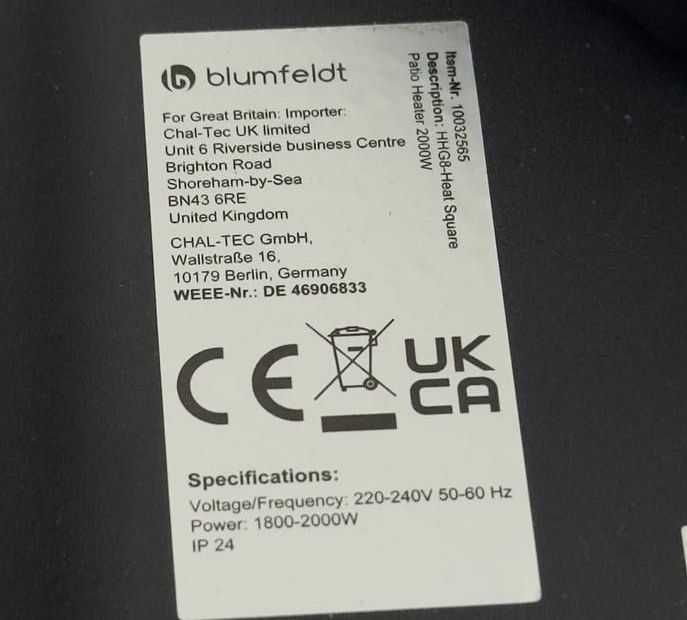 blumfeldt
For Great Britain: Importer:
Chal-Tec UK limited
Unit 6 Riverside business Centre
Brighton Road
Shoreham-by-Sea
BN43 6RE
United Kingdom
CHAL-TEC GmbH,
Wallstraße 16,
10179 Berlin, Germany
WEEE-Nr.: DE 46906833
Item-Nr. 10032565
Description: HHG8-Heat Square
Patio Heater 2000W
CE
UK
CA
Specifications:
Voltage/Frequency: 220-240V 50-60 Hz
Power: 1800-2000W
IP 24